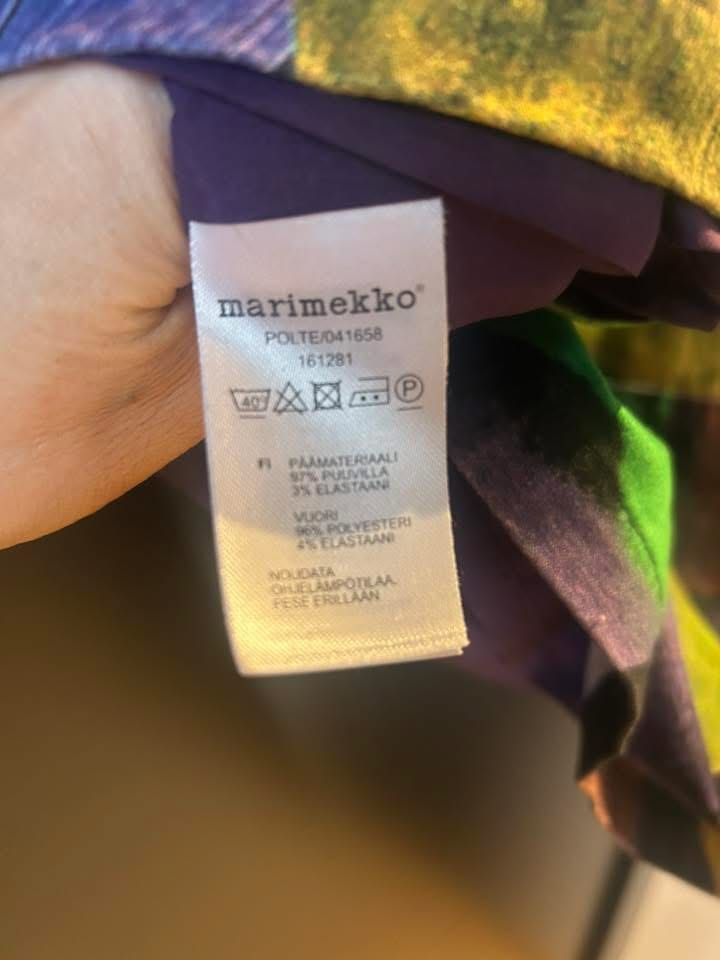 marimekko®
POLTE/041658
161281
40° P
FI PÄÄMATERIAALI
97% PUUVILLA
3% ELASTAANI
VUORI
96% POLYESTERI
4% ELASTAANI
NOUDATA
OHJELÄMPÖTILAA.
PESE ERILLÄÄN